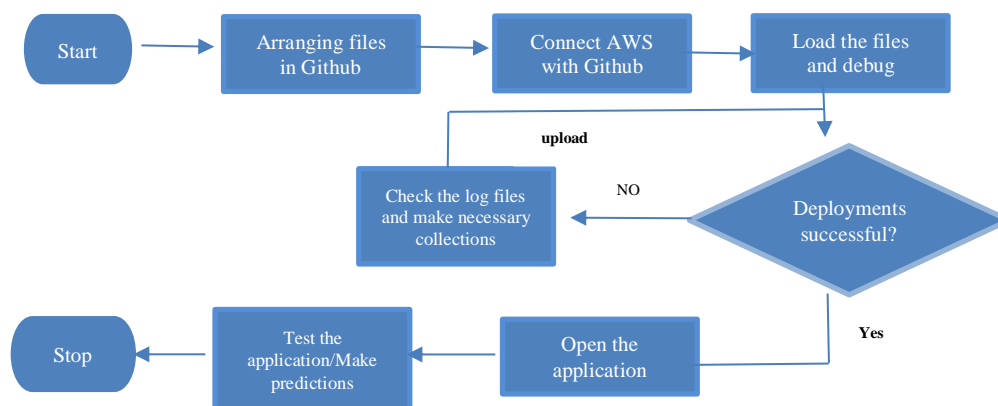 Start
Arranging files
in Github
Connect AWS
with Github
Load the files
and debug
upload
Check the log files
and make necessary
collections
NO
Deployments
successful?
Yes
Open the
application
Test the
application/Make
predictions
Stop